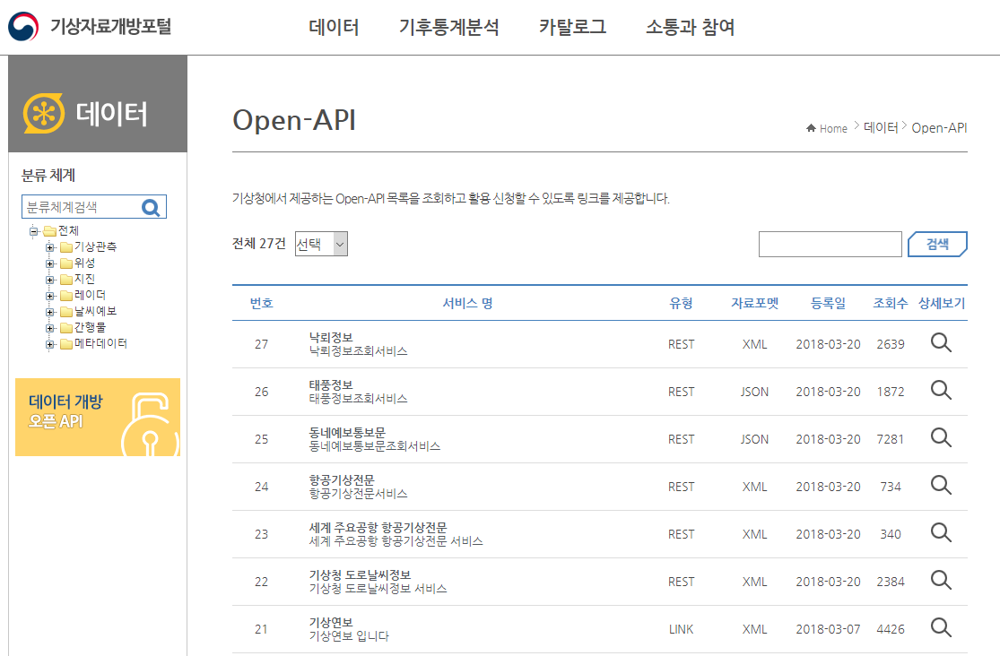 기상자료개방포털
데이터 기후통계분석 카탈로그 소통과 참여
데이터
분류 체계
분류체계검색
전체
기상관측
위성
지진
레이더
날씨예보
간행물
메타데이터
데이터 개방
오픈 API
Open-API
Home > 데이터 > Open-API
기상청에서 제공하는 Open-API 목록을 조회하고 활용 신청할 수 있도록 링크를 제공합니다.
전체 27건 선택 검색
번호 서비스 명 유형 자료포멧 등록일 조회수 상세보기
27 낙뢰정보 REST XML 2018-03-20 2639
낙뢰정보조회서비스
26 태풍정보 REST JSON 2018-03-20 1872
태풍정보조회서비스
25 동네예보통보문 REST JSON 2018-03-20 7281
동네예보통보문조회서비스
24 항공기상전문 REST XML 2018-03-20 734
항공기상전문서비스
23 세계 주요공항 항공기상전문 REST XML 2018-03-20 340
세계 주요공항 항공기상전문 서비스
22 기상청 도로날씨정보 REST XML 2018-03-20 2384
기상청 도로날씨정보 서비스
21 기상연보 LINK XML 2018-03-07 4426
기상연보 입니다